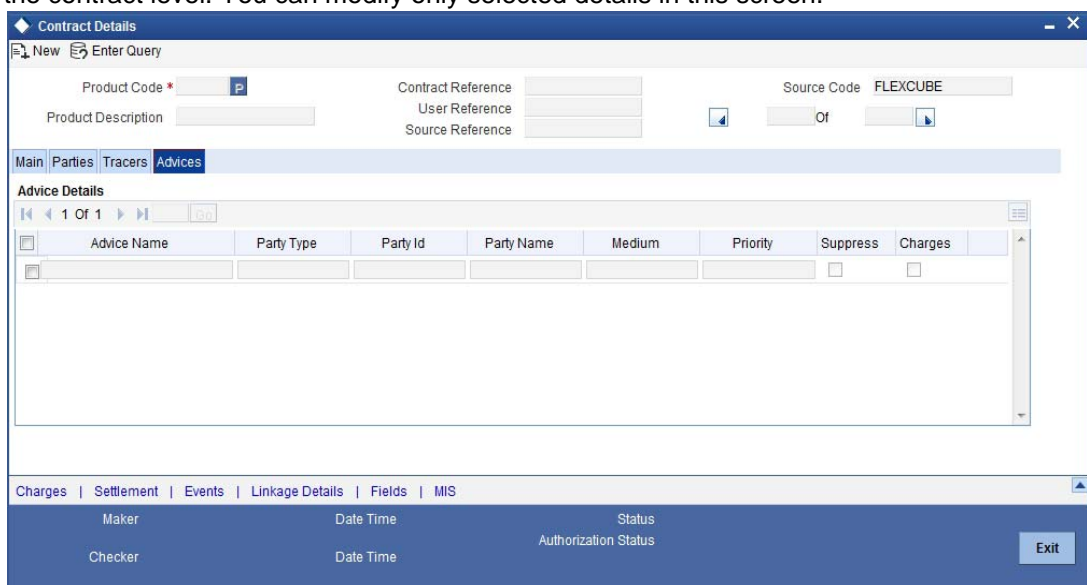 the contract level. You can modify only selected details in this screen.
Contract Details
New Enter Query
Product Code * P Contract Reference Source Code FLEXCUBE
User Reference
Product Description Of
Source Reference
Main Parties Tracers Advices
Advice Details
1 Of 1 Go
Advice Name Party Type Party Id Party Name Medium Priority Suppress Charges
Charges | Settlement | Events | Linkage Details | Fields | MIS
Maker Date Time Status
Authorization Status
Checker Date Time
Exit